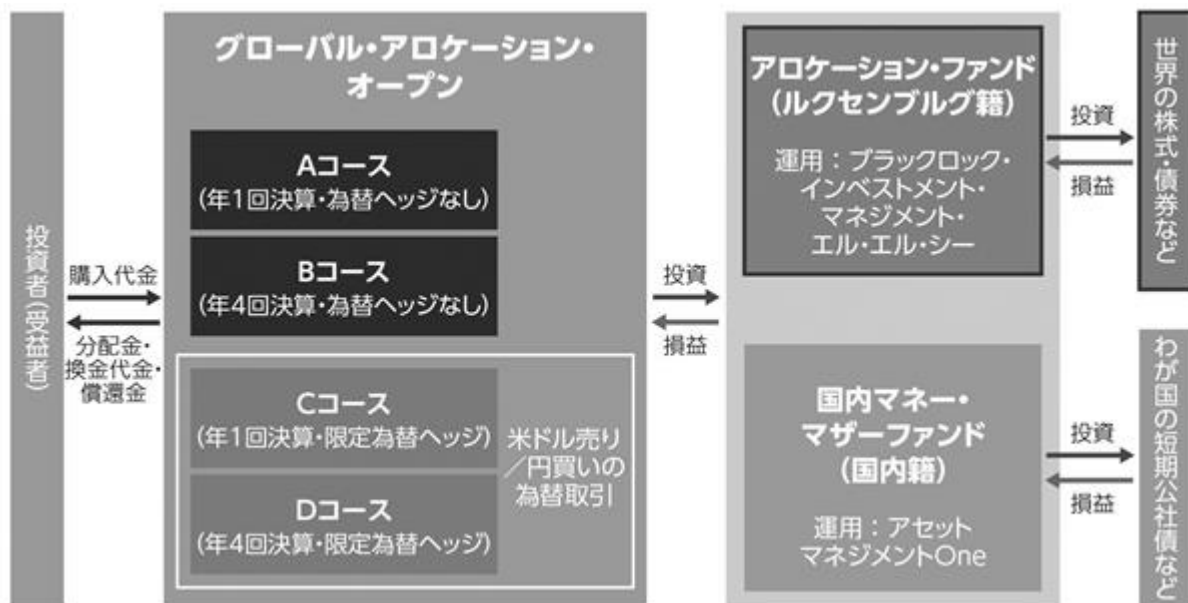 投資者(受益者)
購入代金
分配金・
換金代金・
償還金
グローバル・アロケーション・
オープン
Aコース
(年1回決算・為替ヘッジなし)
Bコース
(年4回決算・為替ヘッジなし)
Cコース
(年1回決算・限定為替ヘッジ)
Dコース
(年4回決算・限定為替ヘッジ)
米ドル売り
／円買いの
為替取引
投資
損益
アロケーション・ファンド
(ルクセンブルグ籍)
運用：ブラックロック・
インベストメント・
マネジメント・
エル・エル・シー
国内マネー・
マザーファンド
(国内籍)
運用：アセット
マネジメントOne
投資
損益
世界の株式・債券など
投資
損益
わが国の短期公社債など